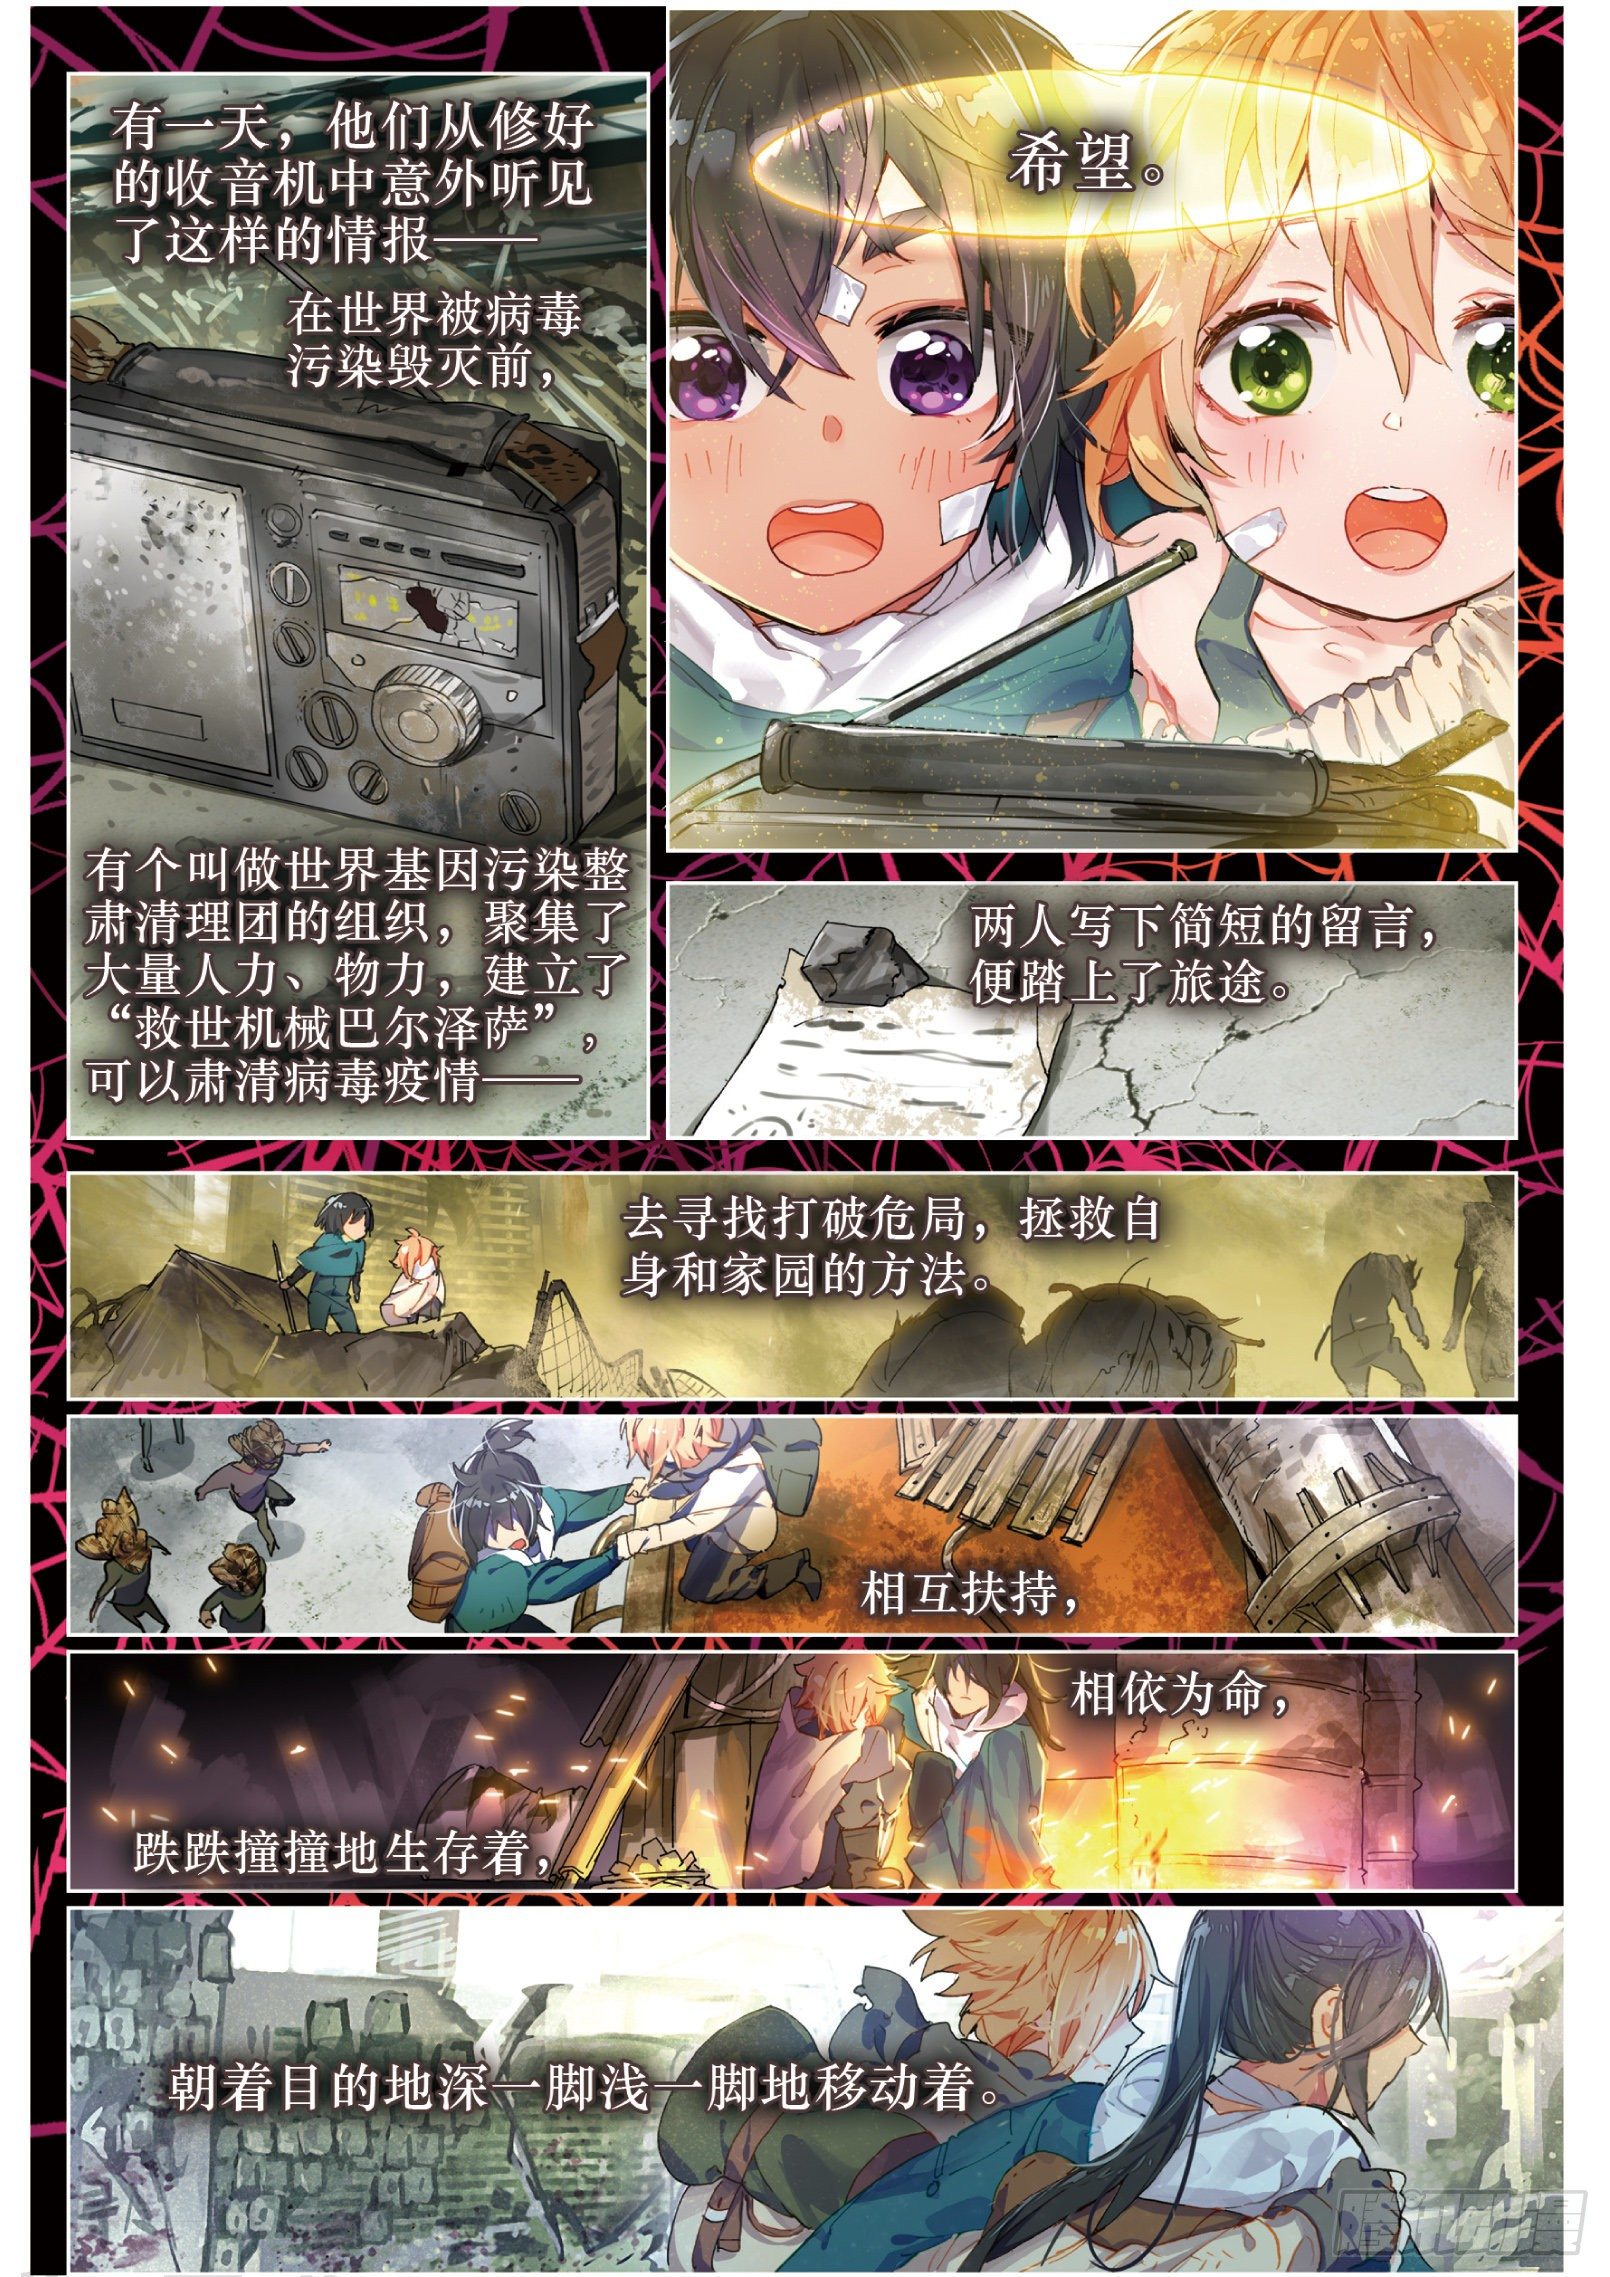 有一天，他们从修好
的收音机中意外听见
了这样的情报——
在世界被病毒
污染毁灭前，
有个叫做世界基因污染整
肃清理团的组织，聚集了
大量人力、物力，建立了
“救世机械巴尔泽萨”，
可以肃清病毒疫情——
希望。
两人写下简短的留言，
便踏上了旅途。
去寻找打破危局，拯救自
身和家园的方法。
相互扶持，
相依为命，
跌跌撞撞地生存着，
朝着目的地深一脚浅一脚地移动着。
腾讯动漫